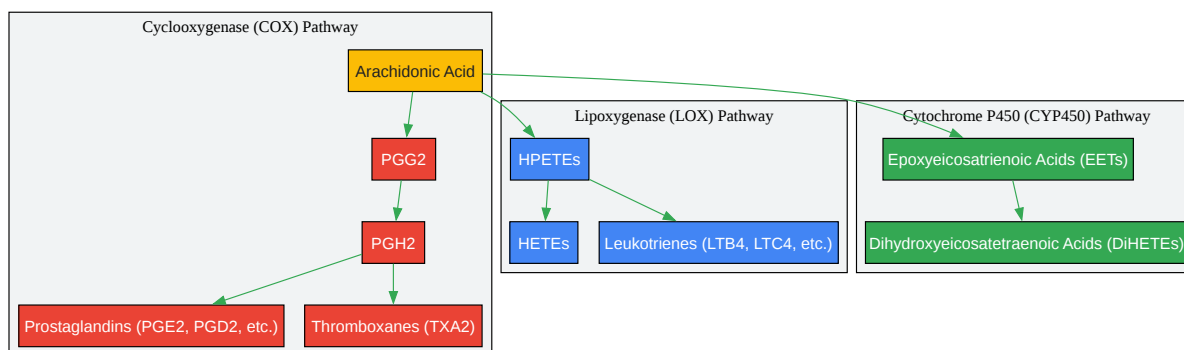 Cyclooxygenase (COX) Pathway
Arachidonic Acid
PGG2
PGH2
Prostaglandins (PGE2, PGD2, etc.)
Thromboxanes (TXA2)
Lipoxygenase (LOX) Pathway
HPETEs
HETEs
Leukotrienes (LTB4, LTC4, etc.)
Cytochrome P450 (CYP450) Pathway
Epoxyeicosatrienoic Acids (EETs)
Dihydroxyeicosatetraenoic Acids (DiHETEs)